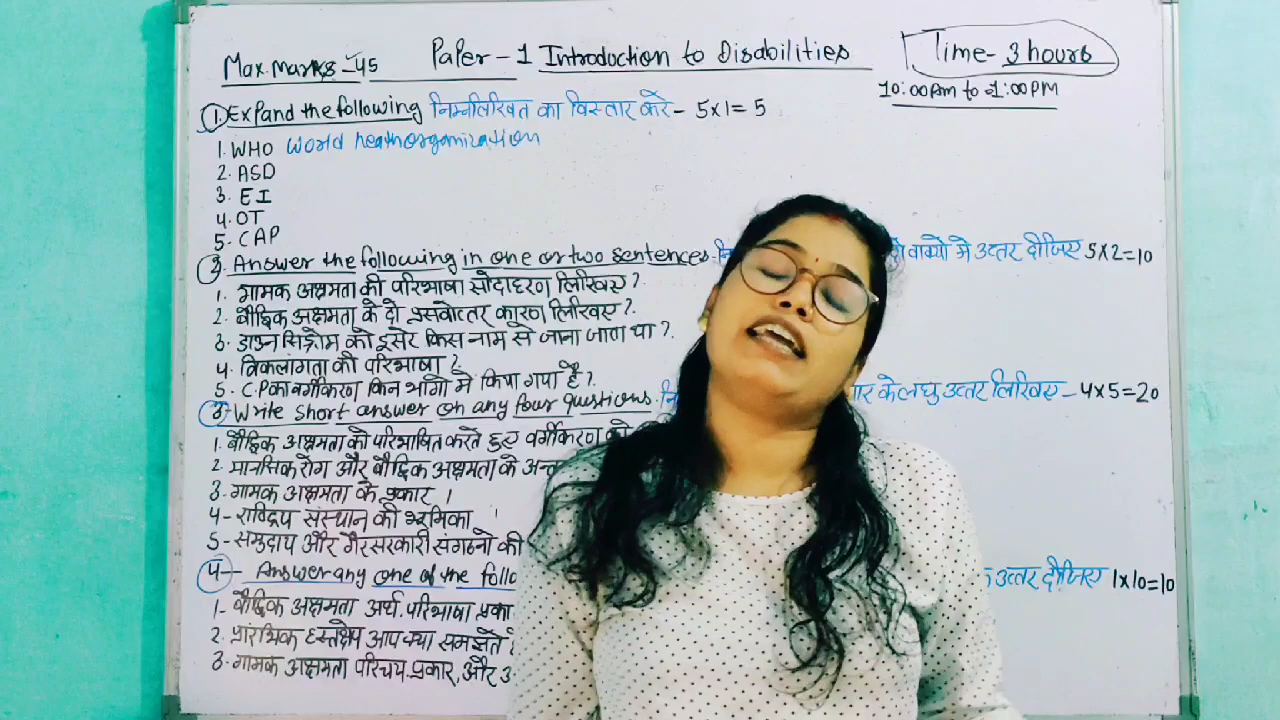 Max. Marks - 45 Paper - 1 Introduction to Disabilities Time - 3 hours
10:00AM to 1:00PM
1. Expand the following निम्नलिखित का विस्तार करे - 5x1 = 5
1. WHO World health organization
2. ASD
3. EI
4. OT
5. CAP
2. Answer the following in one or two sentences. वाक्यो मे उत्तर दीजिए 5x2=10
1. गामक अक्षमता की परिभाषा सोदाहरण लिखिए ?
2. बौद्धिक अक्षमता के दो प्रसवोत्तर कारण लिखिए ?
3. डाउन सिंड्रोम को दूसरे किस नाम से जाना जाता था ?
4. विकलांगता की परिभाषा ?
5. C.P का वर्गीकरण किन भागो मे किया गया है ?
3. Write short answer on any four questions. के लघु उत्तर लिखिए - 4x5=20
1. बौद्धिक अक्षमता को परिभाषित करते हुए वर्गीकरण को
2. मानसिक रोग और बौद्धिक अक्षमता के
3. गामक अक्षमता के प्रकार ।
4 - राष्ट्रिय संस्थान की भूमिका ।
5 - समुदाय और गैरसरकारी संगठनो की
4 - Answer any one of the उत्तर दीजिए 1x10=10
1 - बौद्धिक अक्षमता अर्थ. परिभाषा
2. प्रारंभिक हस्तक्षेप आप क्या समझते
3. गामक अक्षमता परिचय. प्रकार, और